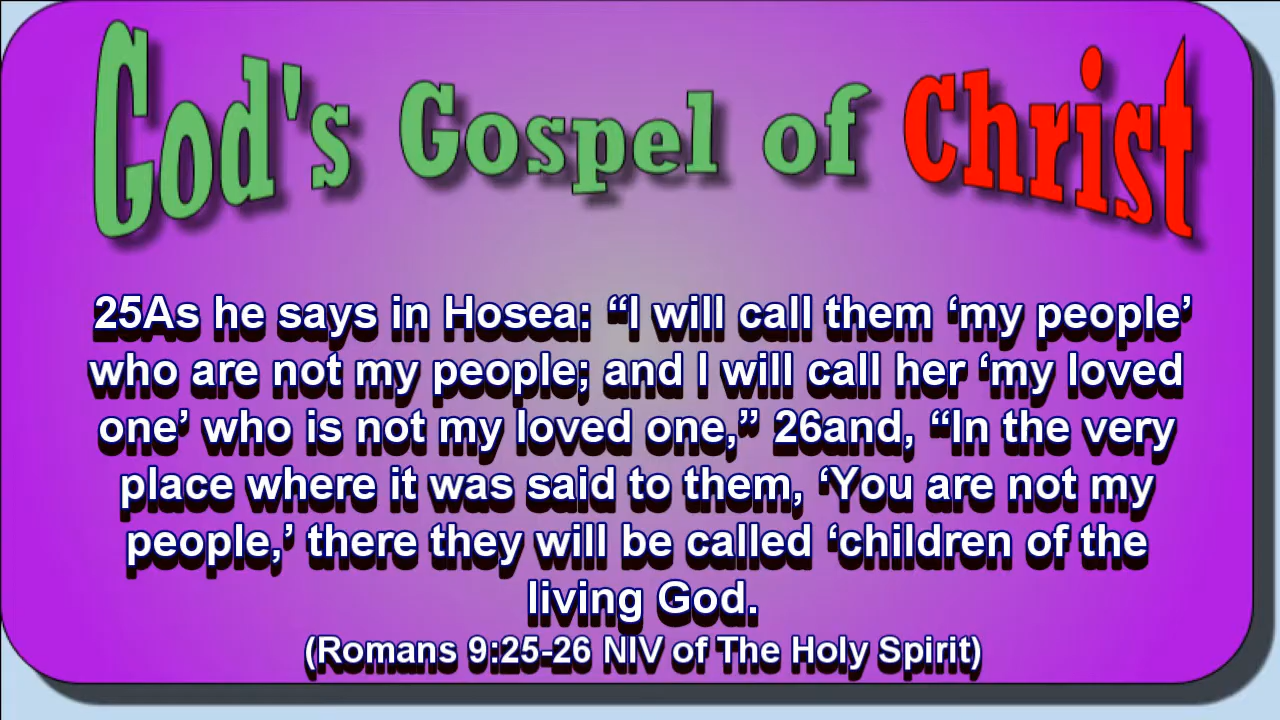 God's Gospel of Christ
25As he says in Hosea: “I will call them ‘my people’
who are not my people; and I will call her ‘my loved
one’ who is not my loved one,” 26and, “In the very
place where it was said to them, ‘You are not my
people,’ there they will be called ‘children of the
living God.
(Romans 9:25-26 NIV of The Holy Spirit)